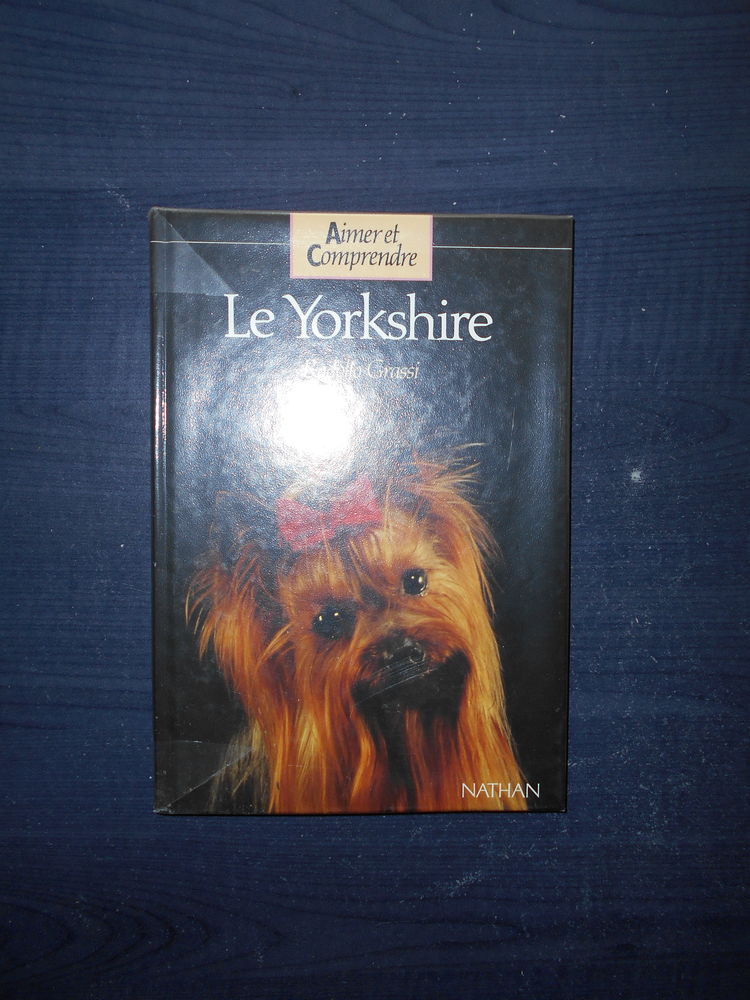 Aimer et
Comprendre
Le Yorkshire
Grassi
NATHAN